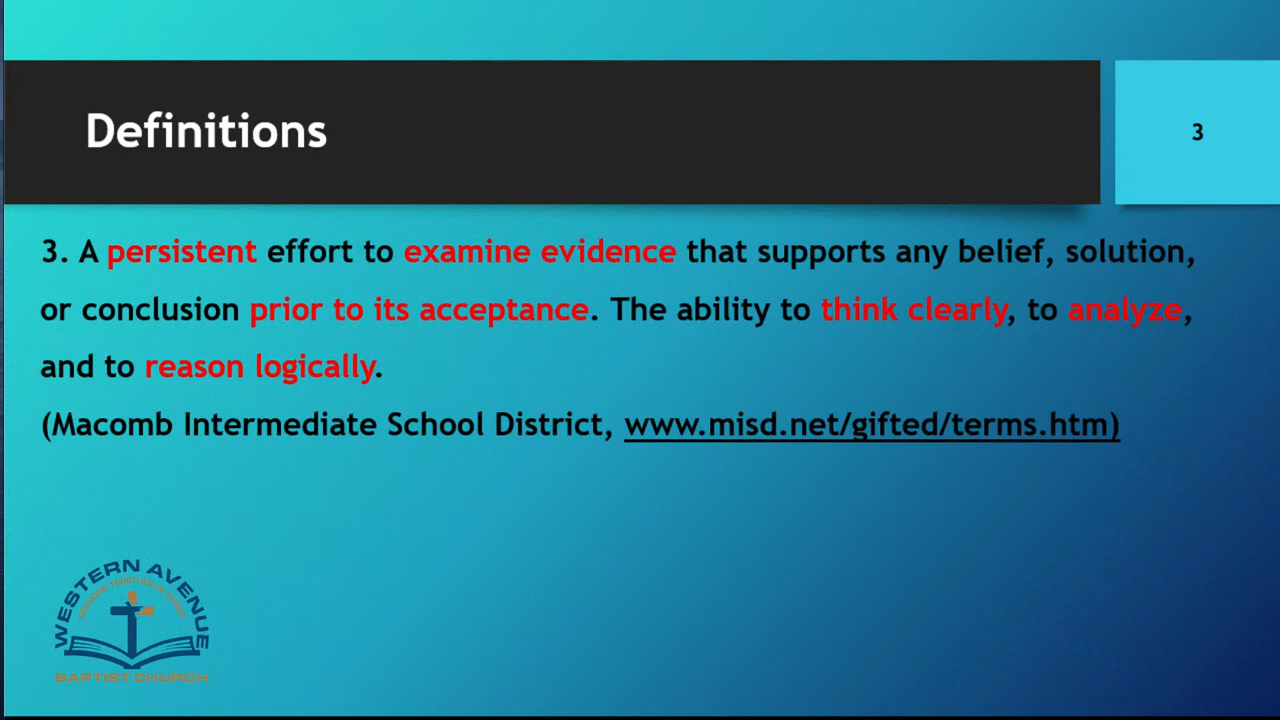 Definitions
3
3. A persistent effort to examine evidence that supports any belief, solution,
or conclusion prior to its acceptance. The ability to think clearly, to analyze,
and to reason logically.
(Macomb Intermediate School District, www.misd.net/gifted/terms.htm)
WESTERN AVENUE
BAPTIST CHURCH